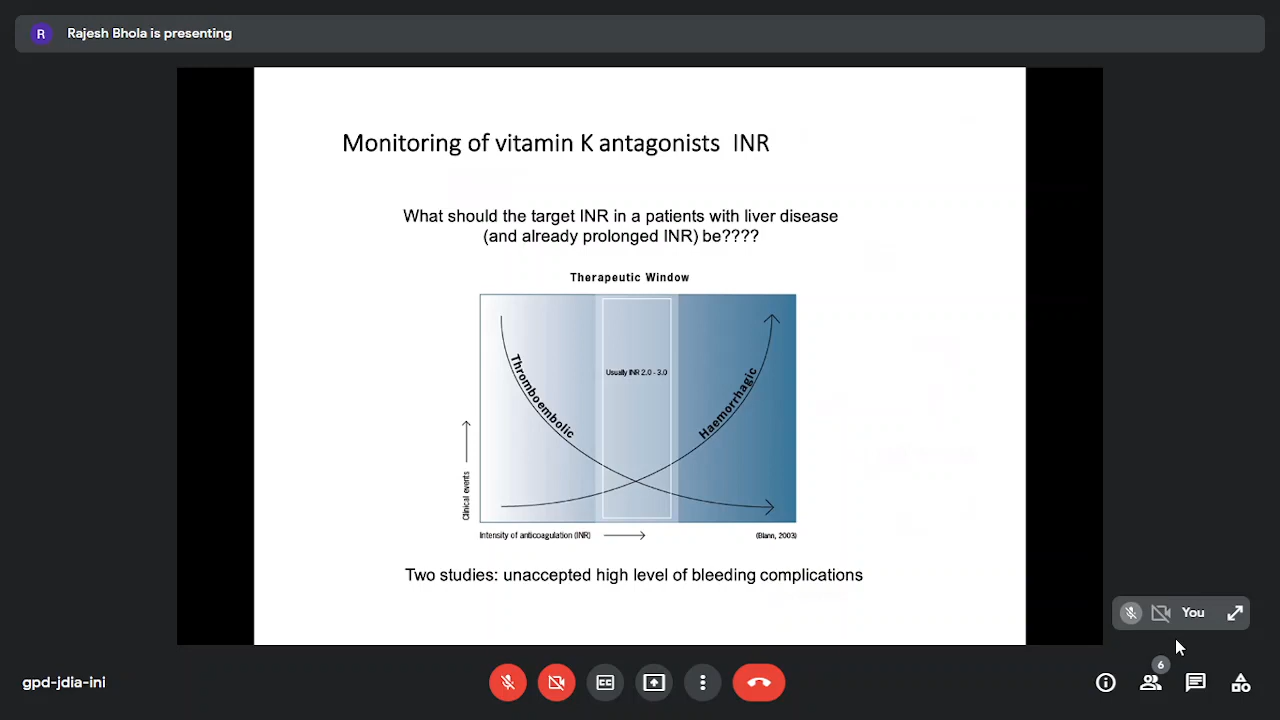 R
Rajesh Bhola is presenting
Monitoring of vitamin K antagonists INR
What should the target INR in a patients with liver disease
(and already prolonged INR) be????
Therapeutic Window
Usually INR 2.0 - 3.0
Thromboembolic
Haemorrhagic
Clinical events
Intensity of anticoagulation (INR)
(Blann, 2003)
Two studies: unaccepted high level of bleeding complications
You
6
gpd-jdia-ini
CC